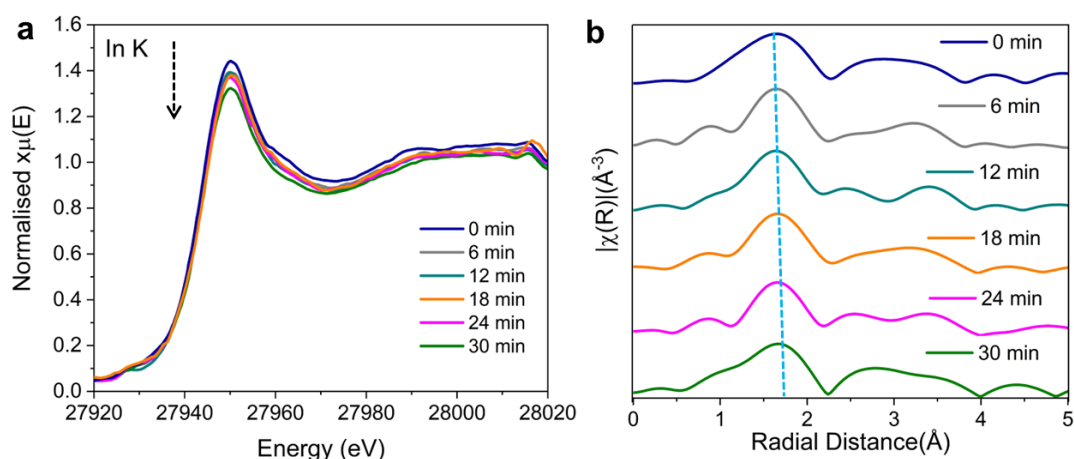 a
In K
Normalised xμ(E)
1.6
1.4
1.2
1.0
0.8
0.6
0.4
0.2
0.0
0 min
6 min
12 min
18 min
24 min
30 min
27920 27940 27960 27980 28000 28020
Energy (eV)
b
|χ(R)|(Å-3)
0 min
6 min
12 min
18 min
24 min
30 min
0 1 2 3 4 5
Radial Distance(Å)